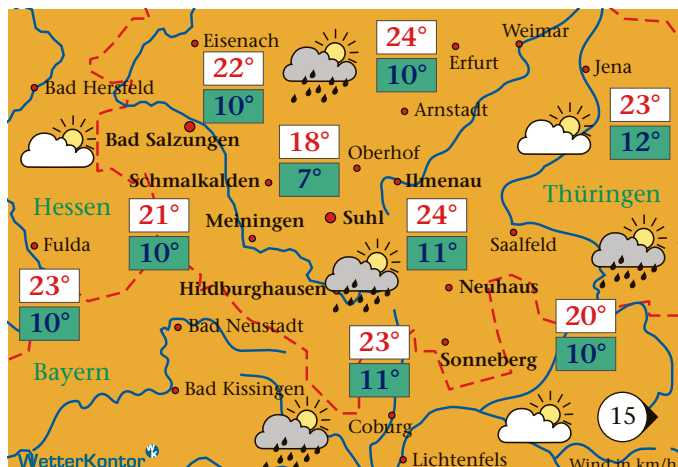 Weimar
Eisenach
24°
Erfurt
22°
10°
Jena
Bad Hersfeld
10°
Arnstadt
23°
12°
Bad Salzungen
18°
Oberhof
7°
Schmalkalden
Ilmenau
Thüringen
Hessen
21°
24°
Meiningen
Suhl
10°
11°
Fulda
Saalfeld
23°
Hildburghausen
Neuhaus
10°
20°
Bad Neustadt
23°
10°
Sonneberg
Bayern
11°
Bad Kissingen
15
Coburg
WetterKontor
WK
Lichtenfels
Wind in km/h